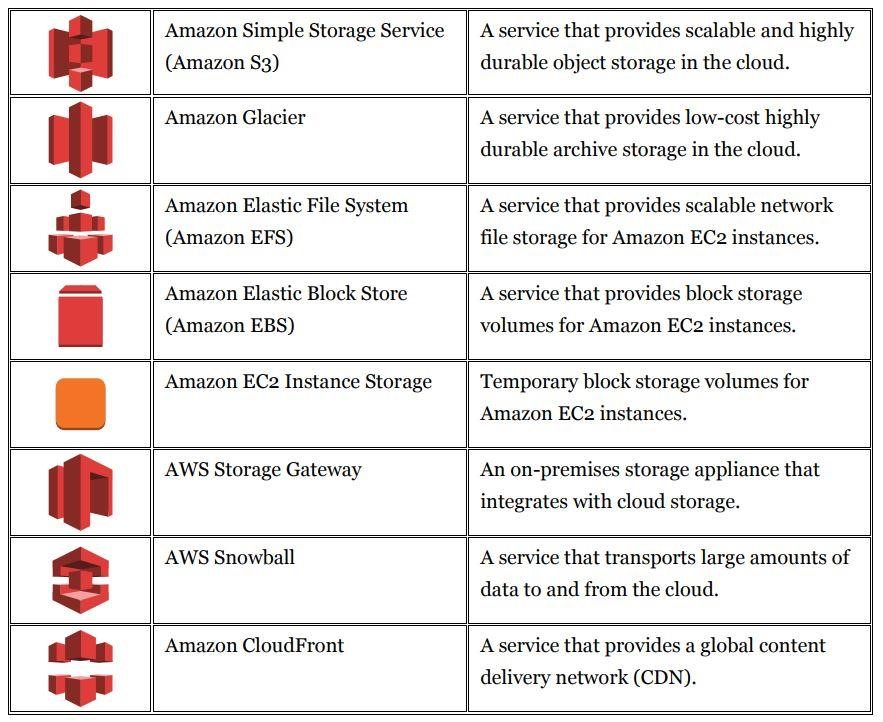 Amazon Simple Storage Service
(Amazon S3)
A service that provides scalable and highly
durable object storage in the cloud.
Amazon Glacier
A service that provides low-cost highly
durable archive storage in the cloud.
Amazon Elastic File System
(Amazon EFS)
A service that provides scalable network
file storage for Amazon EC2 instances.
Amazon Elastic Block Store
(Amazon EBS)
A service that provides block storage
volumes for Amazon EC2 instances.
Amazon EC2 Instance Storage
Temporary block storage volumes for
Amazon EC2 instances.
AWS Storage Gateway
An on-premises storage appliance that
integrates with cloud storage.
AWS Snowball
A service that transports large amounts of
data to and from the cloud.
Amazon CloudFront
A service that provides a global content
delivery network (CDN).